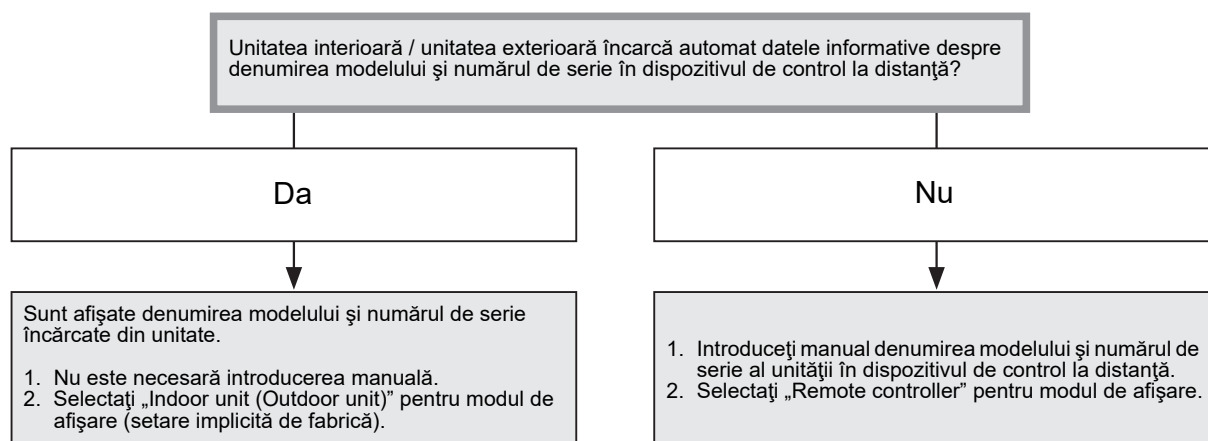 Unitatea interioară / unitatea exterioară încarcă automat datele informative despre
denumirea modelului şi numărul de serie în dispozitivul de control la distanţă?
Da
Nu
Sunt afişate denumirea modelului şi numărul de serie
încărcate din unitate.
1. Nu este necesară introducerea manuală.
2. Selectaţi „Indoor unit (Outdoor unit)” pentru modul de
afişare (setare implicită de fabrică).
1. Introduceţi manual denumirea modelului şi numărul de
serie al unităţii în dispozitivul de control la distanţă.
2. Selectaţi „Remote controller” pentru modul de afişare.